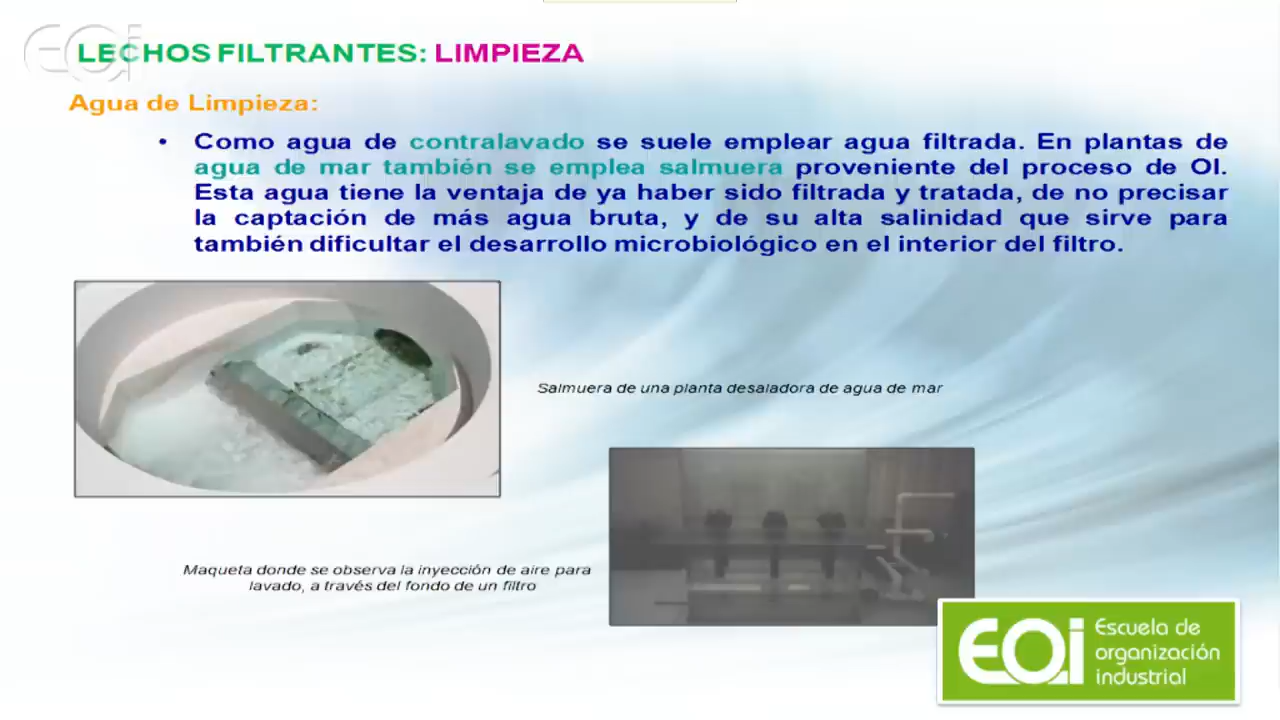 LECHOS FILTRANTES: LIMPIEZA
Agua de Limpieza:
• Como agua de contralavado se suele emplear agua filtrada. En plantas de
agua de mar también se emplea salmuera proveniente del proceso de OI.
Esta agua tiene la ventaja de ya haber sido filtrada y tratada, de no precisar
la captación de más agua bruta, y de su alta salinidad que sirve para
también dificultar el desarrollo microbiológico en el interior del filtro.
Salmuera de una planta desaladora de agua de mar
Maqueta donde se observa la inyección de aire para
lavado, a través del fondo de un filtro
eoi
Escuela de
organización
industrial
eoi